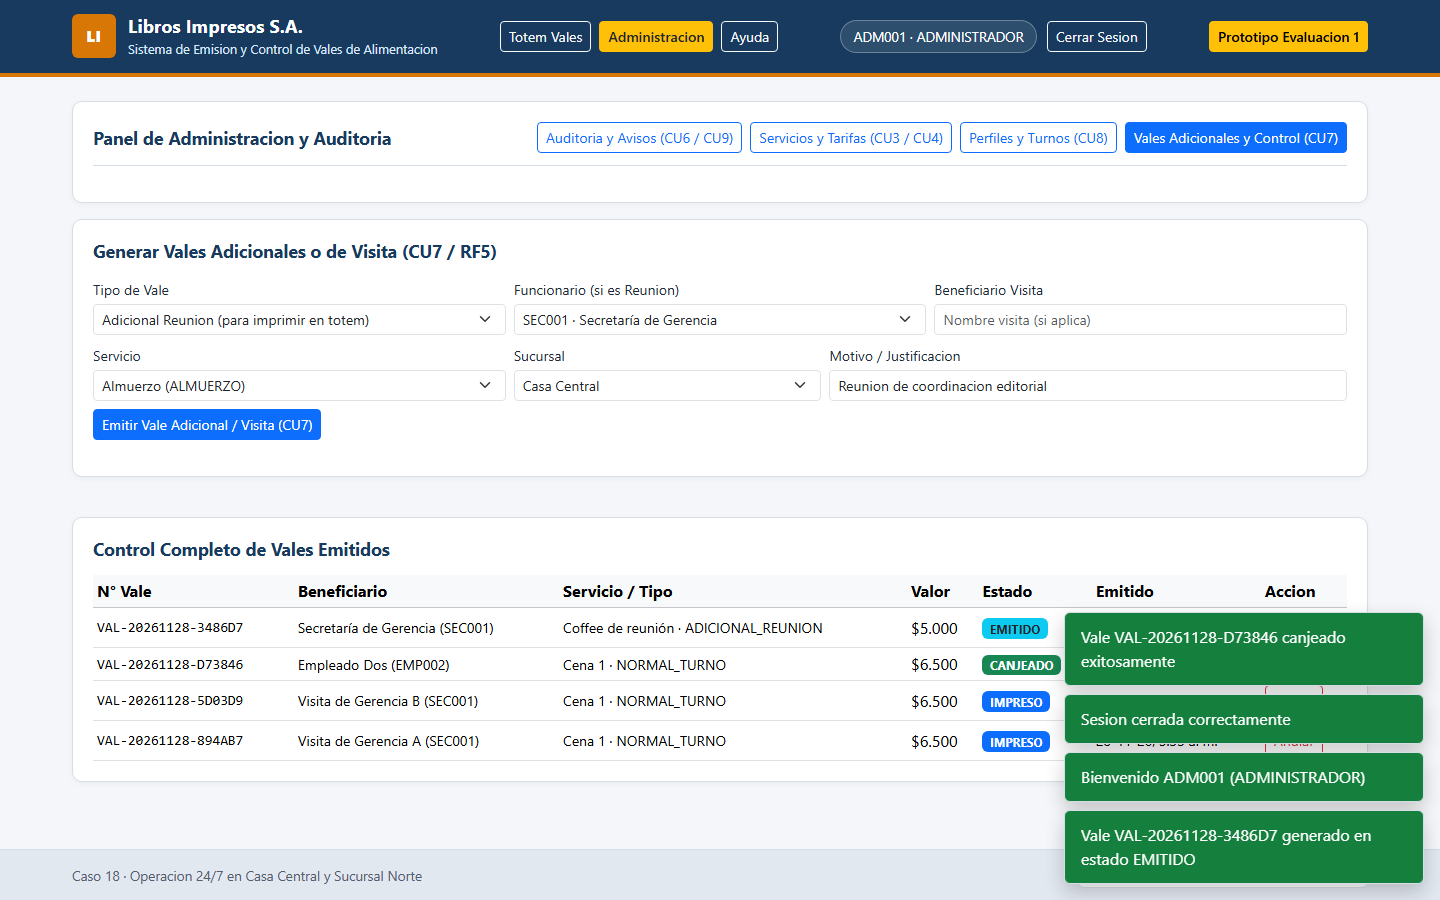 LI
Libros Impresos S.A.
Sistema de Emision y Control de Vales de Alimentacion
Totem Vales
Administracion
Ayuda
ADM001 · ADMINISTRADOR
Cerrar Sesion
Prototipo Evaluacion 1
Panel de Administracion y Auditoria
Auditoria y Avisos (CU6 / CU9)
Servicios y Tarifas (CU3 / CU4)
Perfiles y Turnos (CU8)
Vales Adicionales y Control (CU7)
Generar Vales Adicionales o de Visita (CU7 / RF5)
Tipo de Vale
Funcionario (si es Reunion)
Beneficiario Visita
Adicional Reunion (para imprimir en totem)
SEC001 · Secretaría de Gerencia
Nombre visita (si aplica)
Servicio
Sucursal
Motivo / Justificacion
Almuerzo (ALMUERZO)
Casa Central
Reunion de coordinacion editorial
Emitir Vale Adicional / Visita (CU7)
Control Completo de Vales Emitidos
N° Vale Beneficiario Servicio / Tipo Valor Estado Emitido Accion
VAL-20261128-3486D7 Secretaría de Gerencia (SEC001) Coffee de reunión · ADICIONAL_REUNION $5.000 EMITIDO
VAL-20261128-D73846 Empleado Dos (EMP002) Cena 1 · NORMAL_TURNO $6.500 CANJEADO
VAL-20261128-5D03D9 Visita de Gerencia B (SEC001) Cena 1 · NORMAL_TURNO $6.500 IMPRESO
VAL-20261128-894AB7 Visita de Gerencia A (SEC001) Cena 1 · NORMAL_TURNO $6.500 IMPRESO
Vale VAL-20261128-D73846 canjeado
exitosamente
Sesion cerrada correctamente
Bienvenido ADM001 (ADMINISTRADOR)
Vale VAL-20261128-3486D7 generado en
estado EMITIDO
Caso 18 · Operacion 24/7 en Casa Central y Sucursal Norte